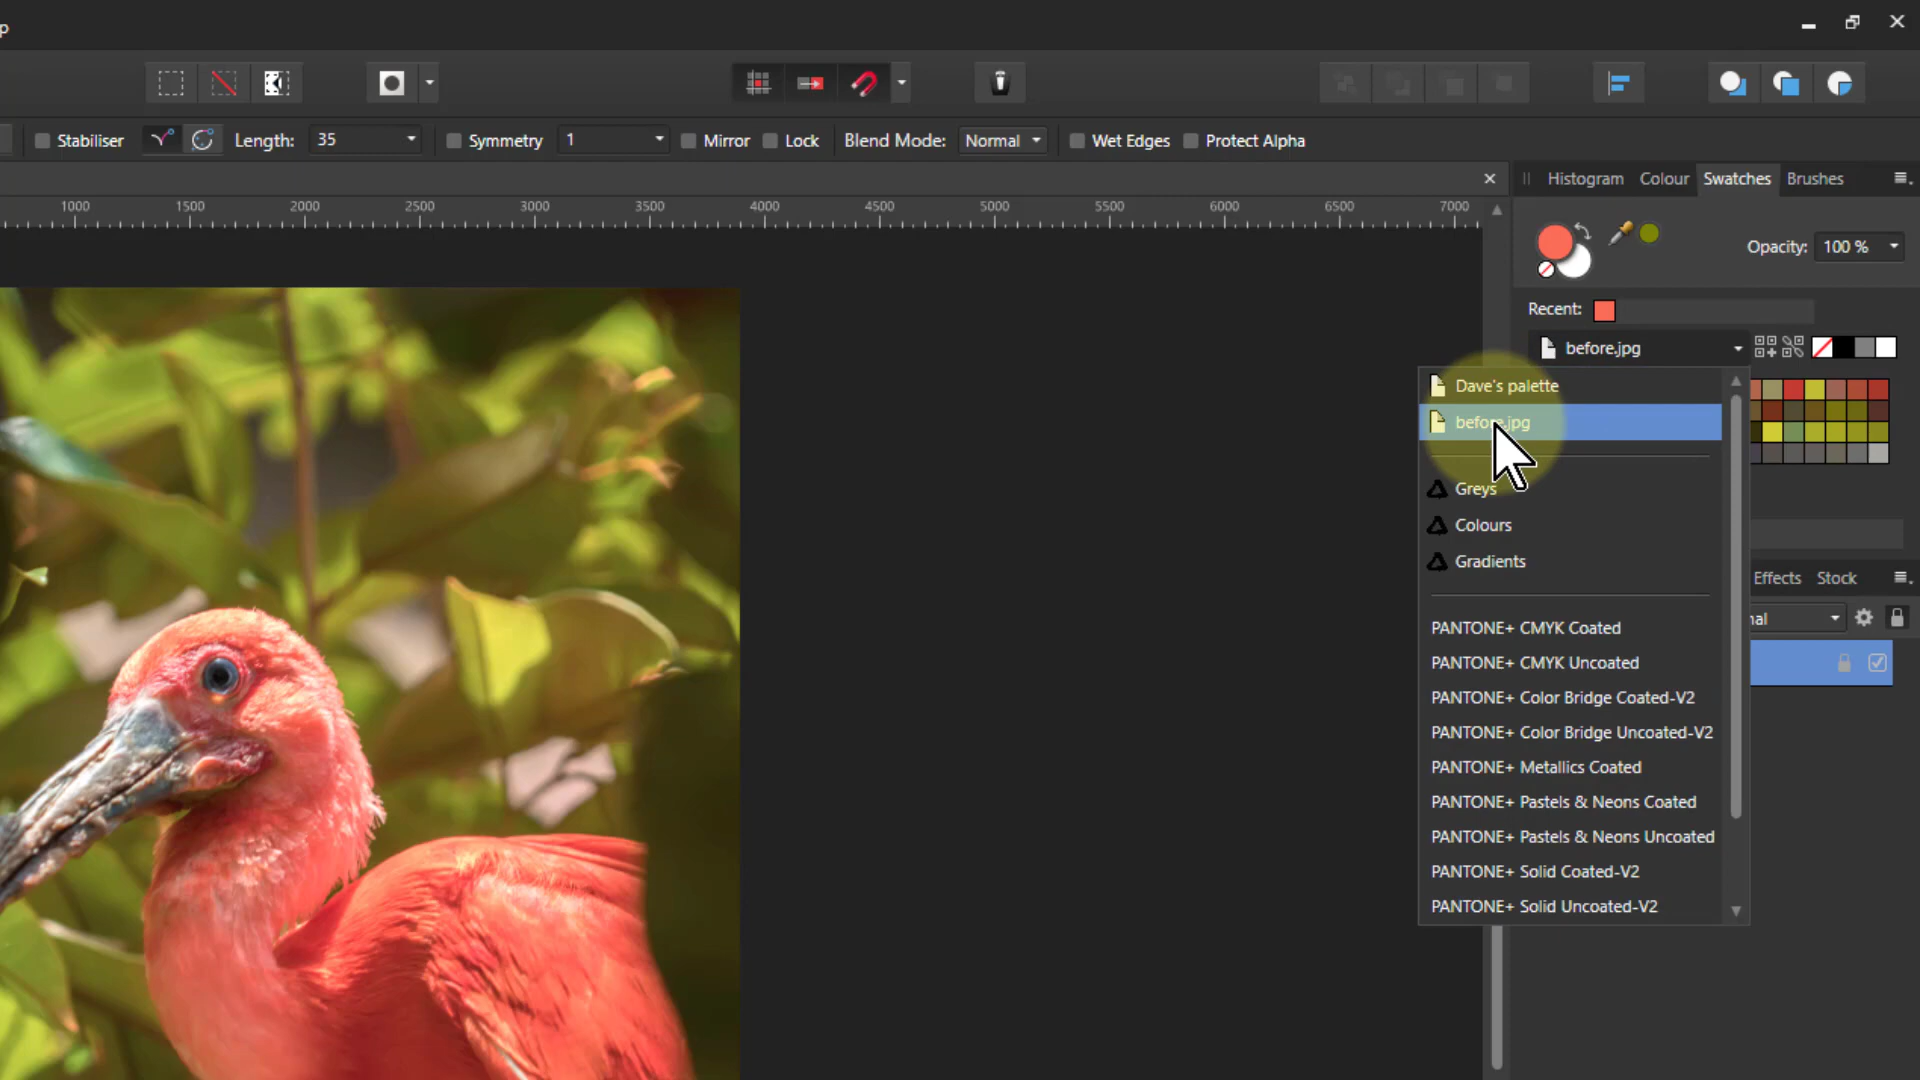 p
Stabiliser Length: 35 Symmetry 1 Mirror Lock Blend Mode: Normal Wet Edges Protect Alpha
Histogram Colour Swatches Brushes
1000 1500 2000 2500 3000 3500 4000 4500 5000 5500 6000 6500 7000
Opacity: 100 %
Recent:
before.jpg
Dave's palette
before.jpg
Greys
Colours
Gradients
Effects Stock
nal
PANTONE+ CMYK Coated
PANTONE+ CMYK Uncoated
PANTONE+ Color Bridge Coated-V2
PANTONE+ Color Bridge Uncoated-V2
PANTONE+ Metallics Coated
PANTONE+ Pastels & Neons Coated
PANTONE+ Pastels & Neons Uncoated
PANTONE+ Solid Coated-V2
PANTONE+ Solid Uncoated-V2